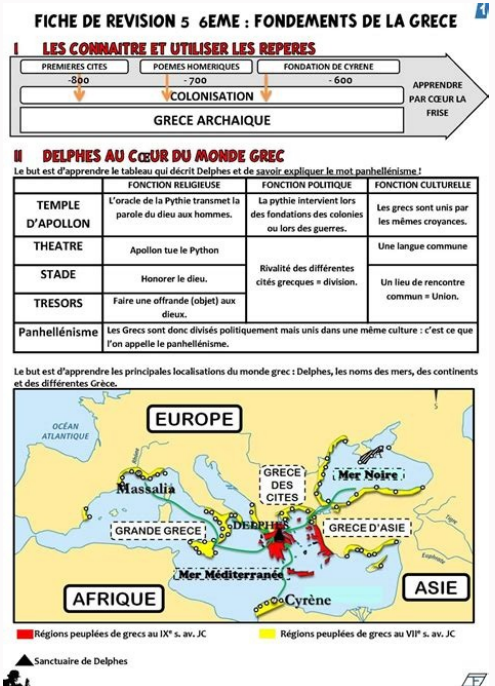 1
FICHE DE REVISION 5 6EME : FONDEMENTS DE LA GRECE
I LES CONNAITRE ET UTILISER LES REPERES
PREMIERES CITES
POEMES HOMERIQUES
FONDATION DE CYRENE
-800
- 700
- 600
COLONISATION
GRECE ARCHAIQUE
APPRENDRE
PAR CŒUR LA
FRISE
II DELPHES AU CŒUR DU MONDE GREC
Le but est d'apprendre le tableau qui décrit Delphes et de savoir expliquer le mot panhellénisme !
FONCTION RELIGIEUSE
FONCTION POLITIQUE
FONCTION CULTURELLE
TEMPLE
D'APOLLON
L'oracle de la Pythie transmet la
parole du dieu aux hommes.
La pythie intervient lors
des fondations des colonies
ou lors des guerres.
Les grecs sont unis par
les mêmes croyances.
THEATRE
Apollon tue le Python
Rivalité des différentes
cités grecques = division.
Une langue commune
STADE
Honorer le dieu.
Un lieu de rencontre
commun = Union.
TRESORS
Faire une offrande (objet) aux
dieux.
Panhellénisme
Les Grecs sont donc divisés politiquement mais unis dans une même culture : c'est ce que
l'on appelle le panhellénisme.
Le but est d'apprendre les principales localisations du monde grec : Delphes, les noms des mers, des continents
et des différentes Grèce.
OCÉAN
ATLANTIQUE
EUROPE
Rhône
Massalia
GRECE
DES
CITES
Mer Noire
GRANDE GRECE
DELPHES
GRECE D'ASIE
Tigre
Euphrate
Mer Méditerranée
AFRIQUE
Cyrène
ASIE
Régions peuplées de grecs au IXe s. av. JC
Régions peuplées de grecs au VIIe s. av. JC
Sanctuaire de Delphes